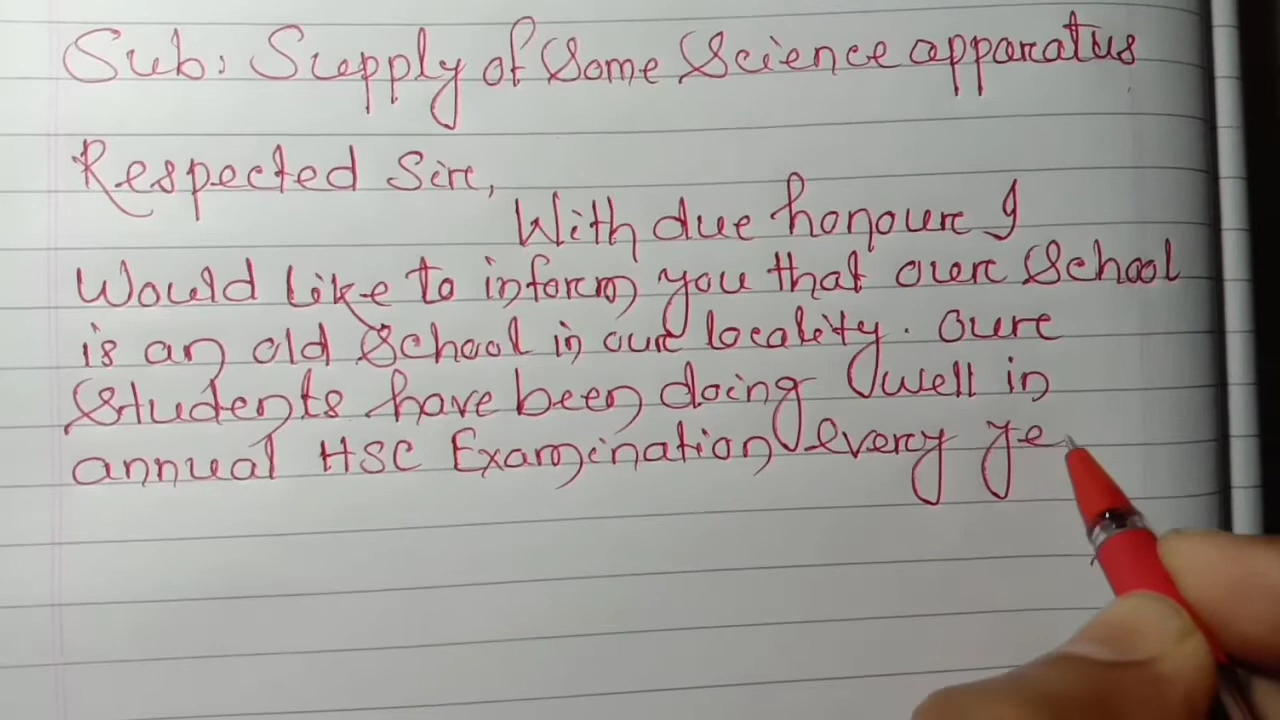 Sub: Supply of Some Science apparatus
Respected Sir,
With due honour I
Would like to inform you that our School
is an old School in our locality. Our
Students have been doing well in
annual HSC Examination every ye